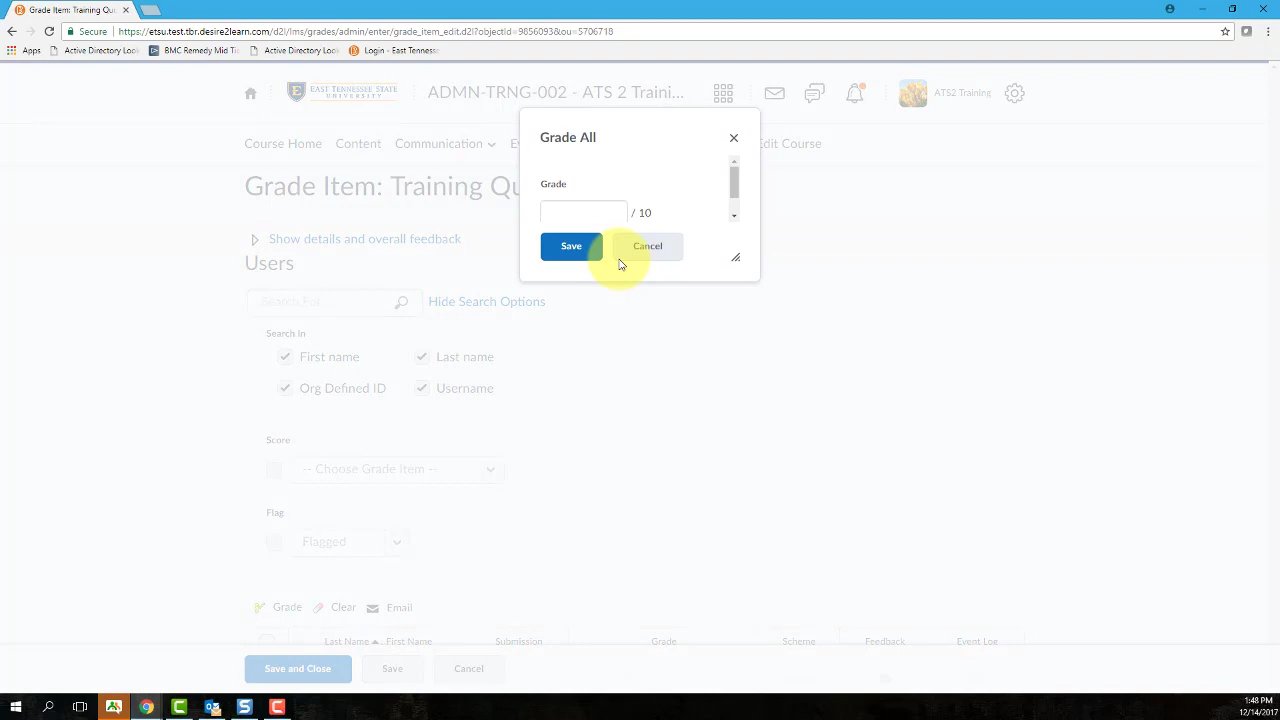 Grade Item: Training Qu
Secure
https://etsu.test.tbr.desire2learn.com/d2l/lms/grades/admin/enter/grade_item_edit.d2l?objectId=9856093&ou=5706718
Apps
Active Directory Look
BMC Remedy Mid Tie
Active Directory Look
Login - East Tennesse
EAST TENNESSEE STATE
UNIVERSITY
ADMN-TRNG-002 - ATS 2 Traini...
ATS2 Training
Grade All
Course Home
Content
Communication
Edit Course
Grade Item: Training Qu
Grade
/ 10
Show details and overall feedback
Save
Cancel
Users
Search For...
Hide Search Options
Search In
First name
Last name
Org Defined ID
Username
Score
-- Choose Grade Item --
Flag
Flagged
Grade
Clear
Email
Last Name
First Name
Submission
Grade
Scheme
Feedback
Event Log
Save and Close
Save
Cancel
1:48 PM
12/14/2017